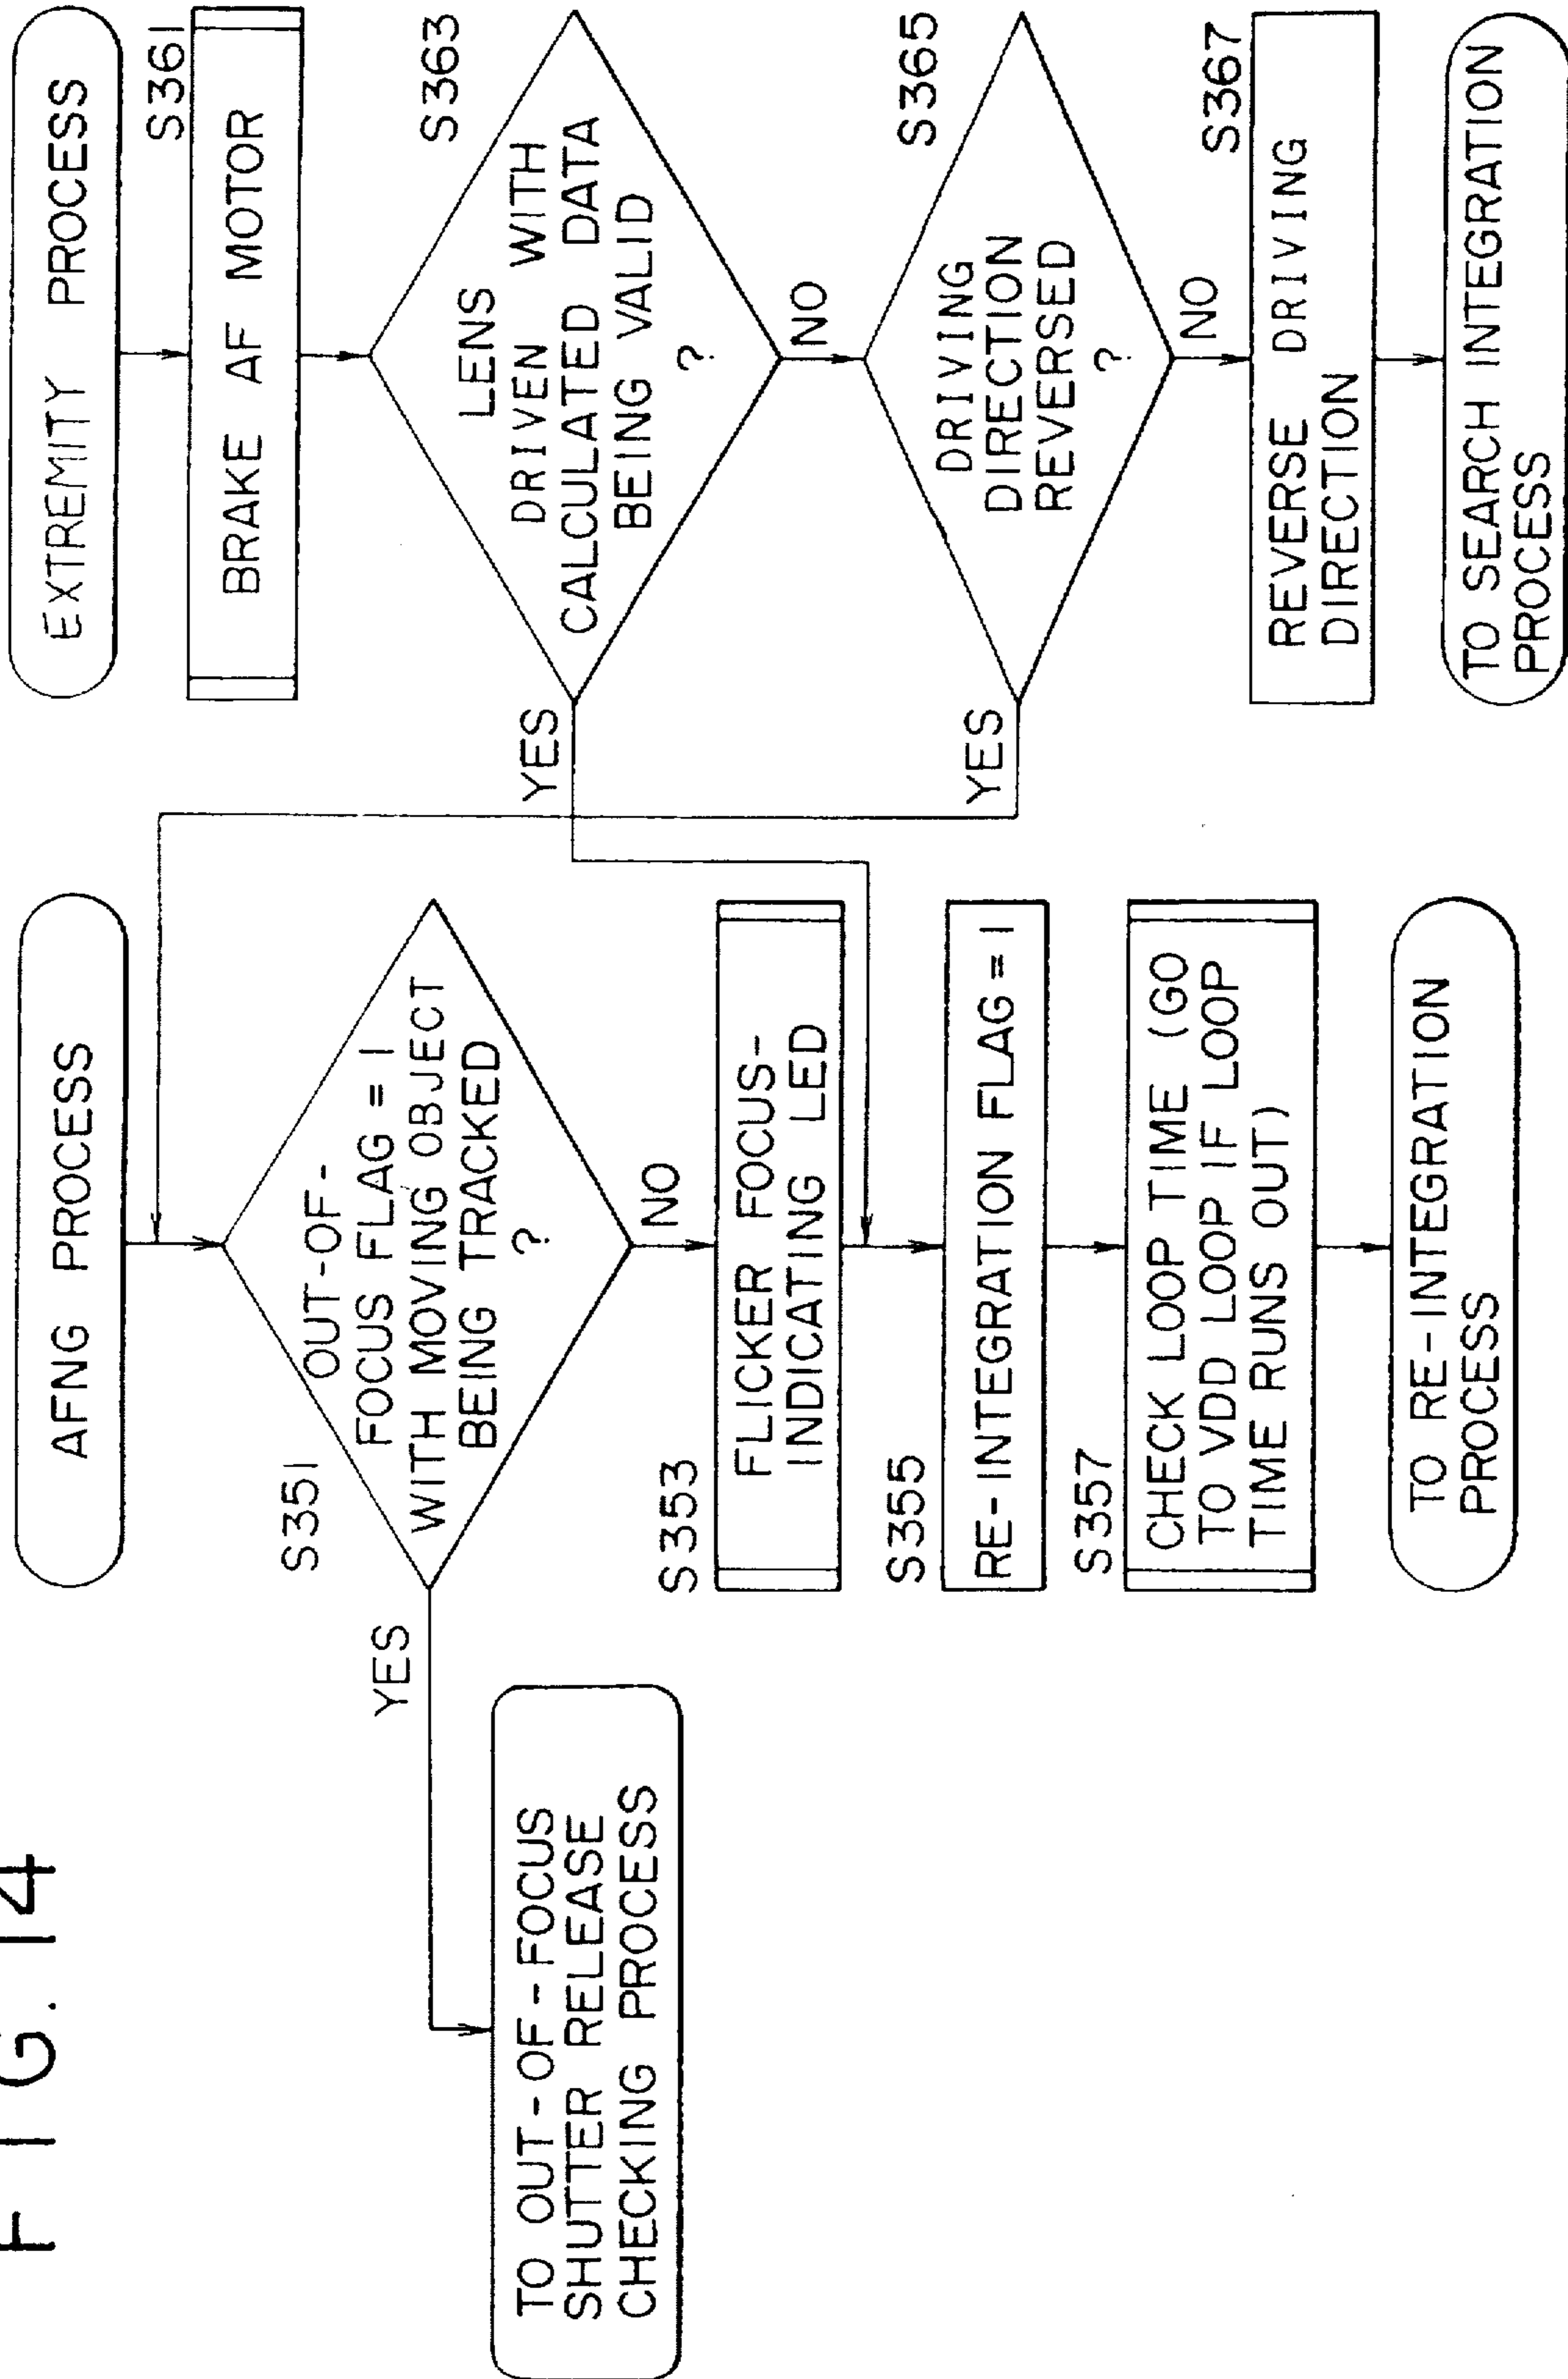 FIG. 14
AFNG PROCESS
S351
OUT-OF-
FOCUS FLAG = 1
WITH MOVING OBJECT
BEING TRACKED
?
YES
NO
TO OUT-OF-FOCUS
SHUTTER RELEASE
CHECKING PROCESS
S353
FLICKER FOCUS-
INDICATING LED
S355
RE-INTEGRATION FLAG = 1
S357
CHECK LOOP TIME (GO
TO VDD LOOP IF LOOP
TIME RUNS OUT)
TO RE-INTEGRATION
PROCESS
EXTREMITY PROCESS
S361
BRAKE AF MOTOR
S363
LENS
DRIVEN WITH
CALCULATED DATA
BEING VALID
?
YES
NO
S365
DRIVING
DIRECTION
REVERSED
?
YES
NO
S367
REVERSE DRIVING
DIRECTION
TO SEARCH INTEGRATION
PROCESS